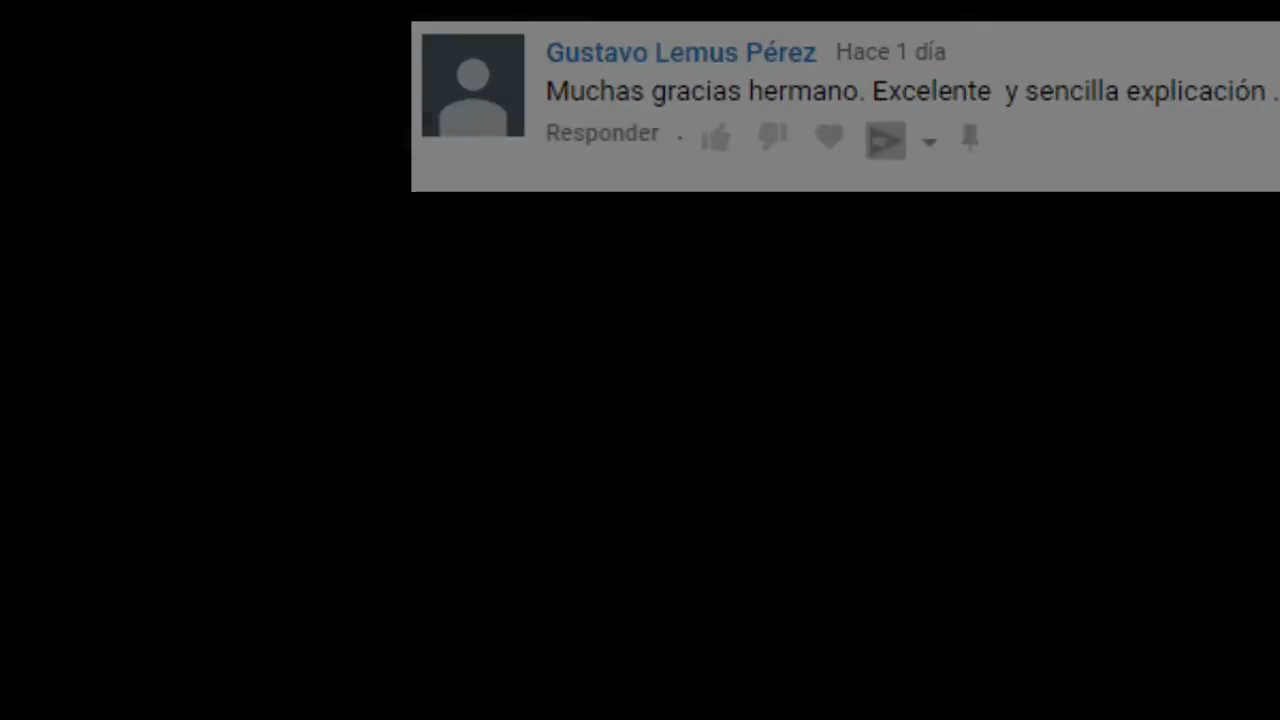 Gustavo Lemus Pérez Hace 1 día
Muchas gracias hermano. Excelente y sencilla explicación .
Responder .